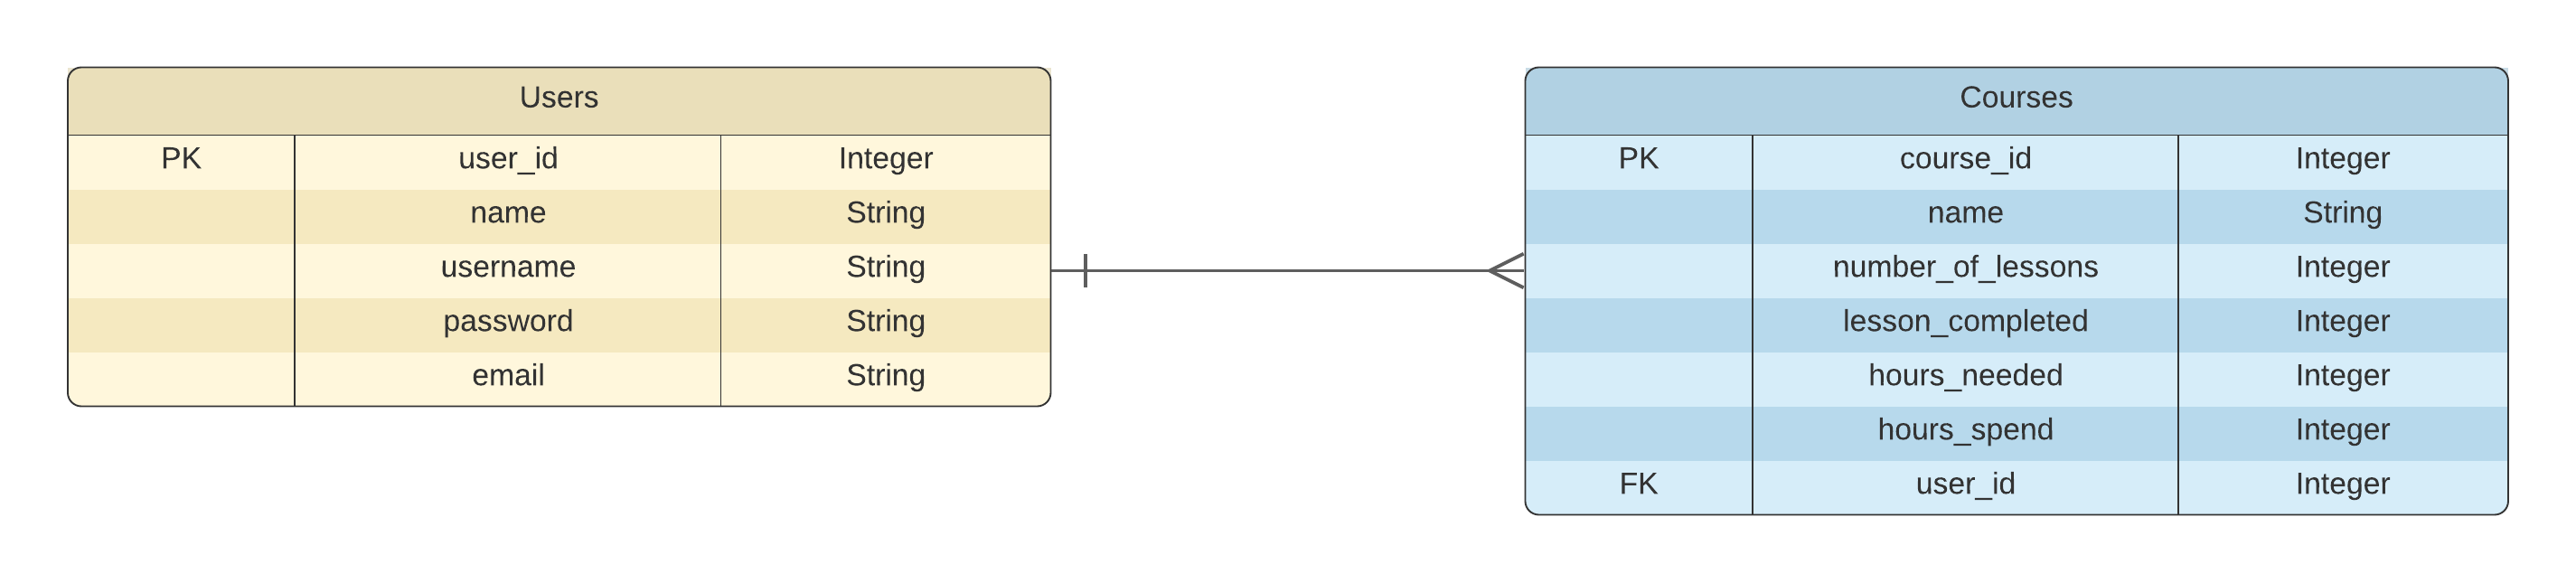 Users
PK user_id Integer
name String
username String
password String
email String
Courses
PK course_id Integer
name String
number_of_lessons Integer
lesson_completed Integer
hours_needed Integer
hours_spend Integer
FK user_id Integer